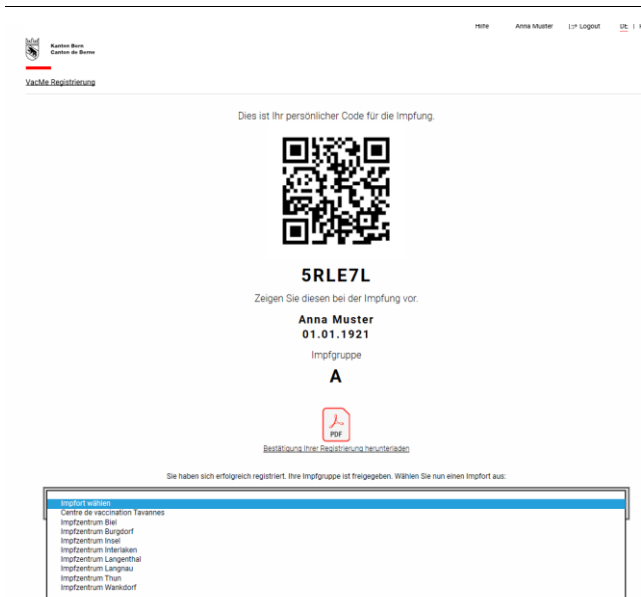 Hilfe Anna Muster Logout DE |
Kanton Bern
Canton de Berne
VacMe Registrierung
Dies ist Ihr persönlicher Code für die Impfung.
5RLE7L
Zeigen Sie diesen bei der Impfung vor.
Anna Muster
01.01.1921
Impfgruppe
A
PDF
Bestätigung Ihrer Registrierung herunterladen
Sie haben sich erfolgreich registriert. Ihre Impfgruppe ist freigegeben. Wählen Sie nun einen Impfort aus:
Impfort wählen
Centre de vaccination Tavannes
Impfzentrum Biel
Impfzentrum Burgdorf
Impfzentrum Insel
Impfzentrum Interlaken
Impfzentrum Langenthal
Impfzentrum Langnau
Impfzentrum Thun
Impfzentrum Wankdorf